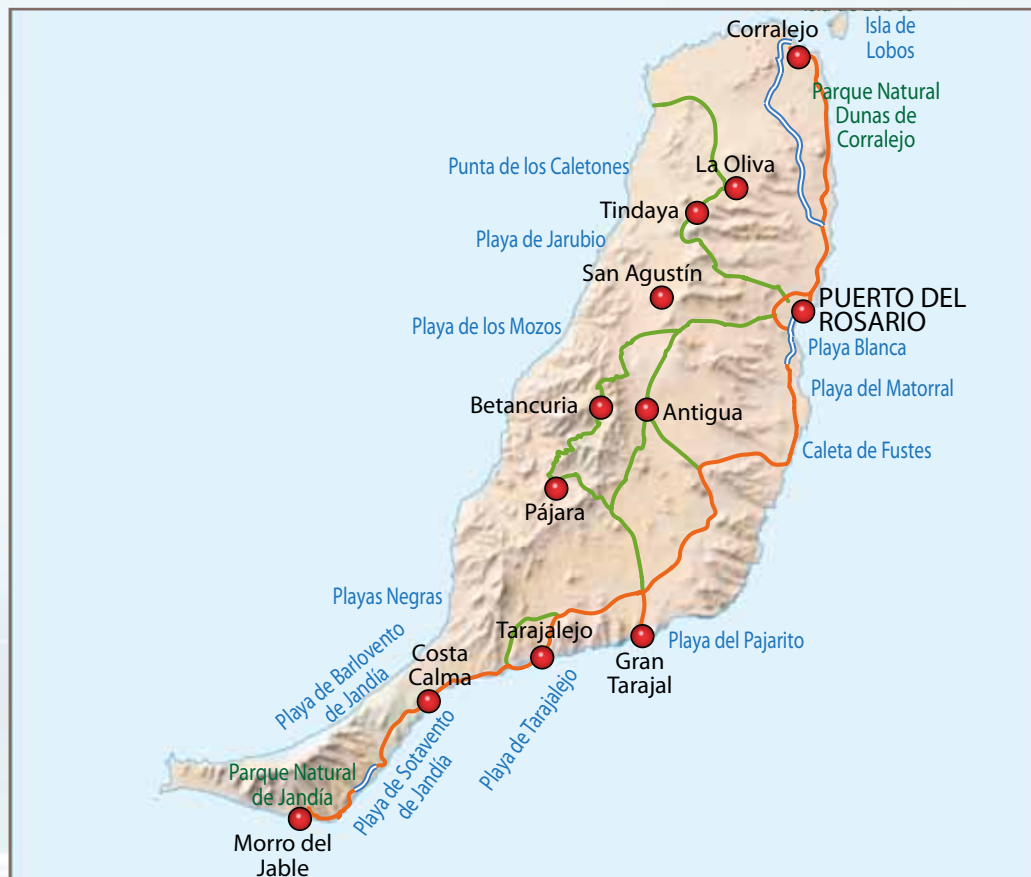 Isla de Lobos
Isla de
Lobos
Corralejo
Parque Natural
Dunas de
Corralejo
Punta de los Caletones
La Oliva
Tindaya
Playa de Jarubio
San Agustín
PUERTO DEL
ROSARIO
Playa de los Mozos
Playa Blanca
Playa del Matorral
Betancuria
Antigua
Caleta de Fustes
Pájara
Playas Negras
Tarajalejo
Playa del Pajarito
Gran
Tarajal
Costa
Calma
Playa de Barlovento
de Jandía
Playa de Tarajalejo
Playa de Sotavento
de Jandía
Parque Natural
de Jandía
Morro del
Jable